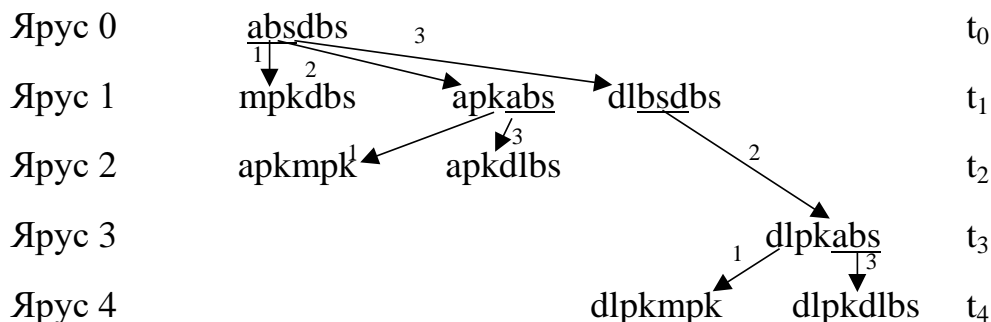 Ярус 0 absdbs t₀
1 2 3
Ярус 1 mpkdbs apkabs dlbsdbs t₁
1 3 2
Ярус 2 apkmpk apkdlbs t₂
Ярус 3 dlpkabs t₃
1 3
Ярус 4 dlpkmpk dlpkdlbs t₄